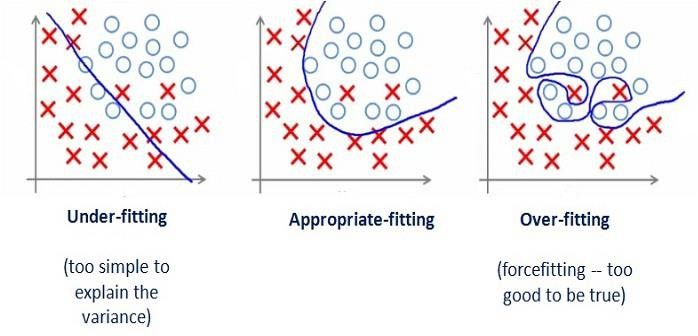 Under-fitting
Appropriate-fitting
Over-fitting
(too simple to
explain the
variance)
(forcefitting -- too
good to be true)